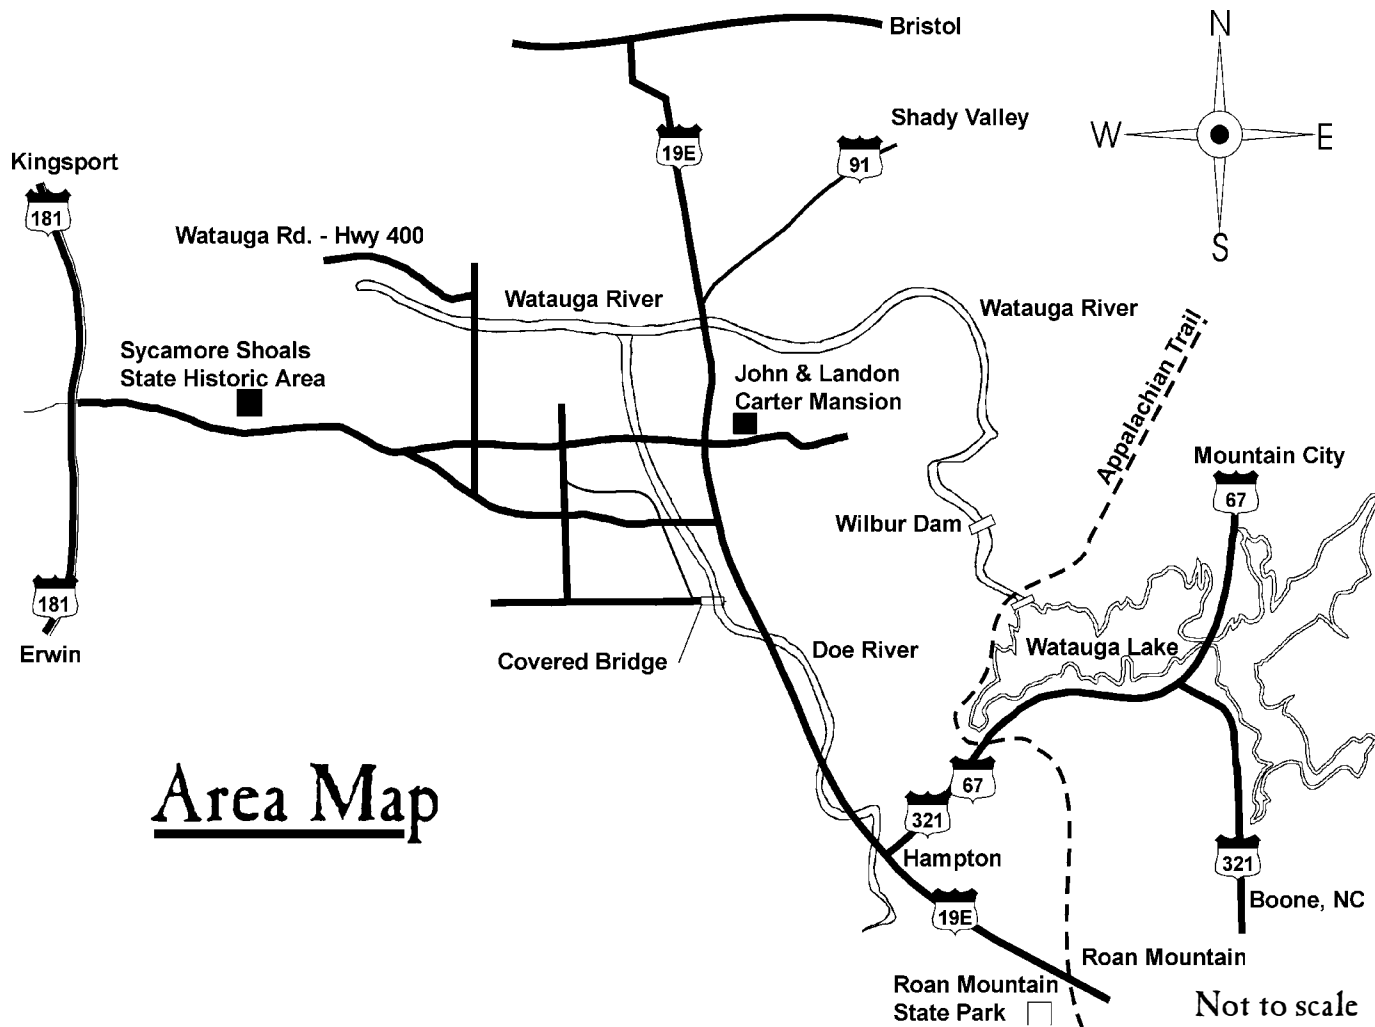 Bristol
N
Shady Valley
W
E
19E
91
Kingsport
181
S
Watauga Rd. - Hwy 400
Watauga River
Watauga River
Appalachian Trail
Sycamore Shoals
State Historic Area
John & Landon
Carter Mansion
Mountain City
67
Wilbur Dam
181
Erwin
Covered Bridge
Doe River
Watauga Lake
67
Area Map
321
Hampton
321
Boone, NC
19E
Roan Mountain
Roan Mountain
State Park
Not to scale